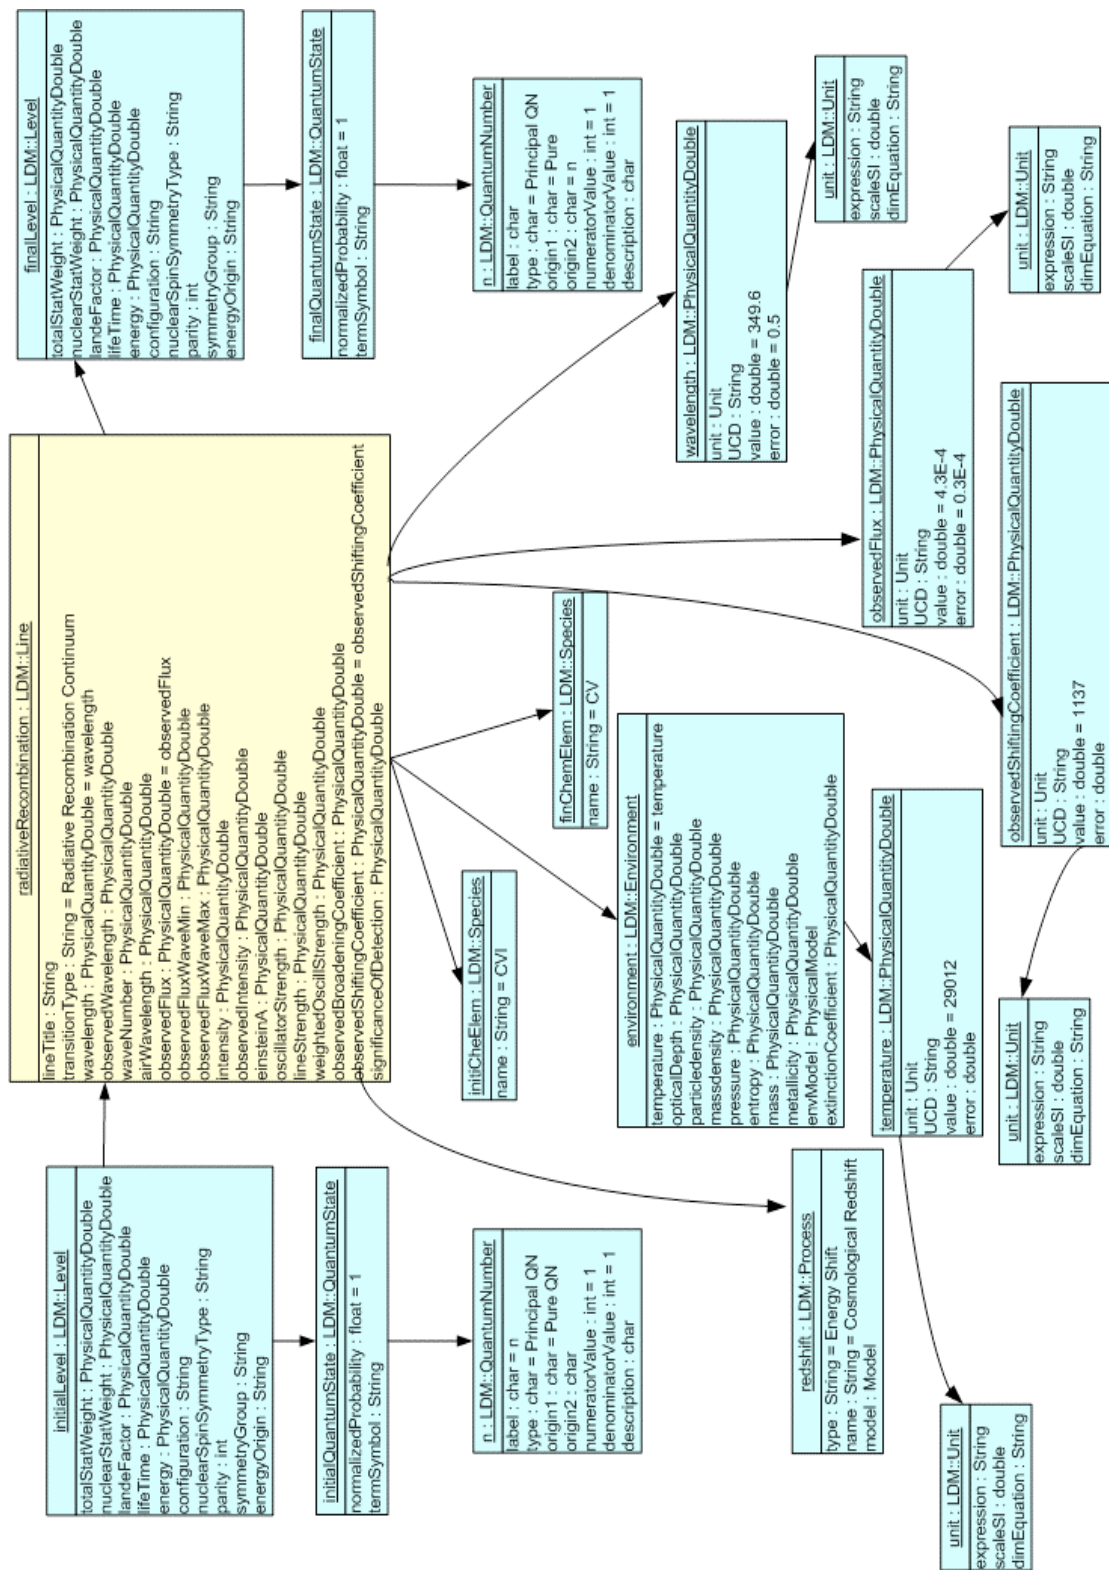 initialLevel : LDM::Level
totalStatWeight : PhysicalQuantityDouble
nuclearStatWeight : PhysicalQuantityDouble
landeFactor : PhysicalQuantityDouble
lifeTime : PhysicalQuantityDouble
energy : PhysicalQuantityDouble
configuration : String
nuclearSpinSymmetryType : String
parity : int
symmetryGroup : String
energyOrigin : String
radiativeRecombination : LDM::Line
lineTitle : String
transitionType : String = Radiative Recombination Continuum
wavelength : PhysicalQuantityDouble = wavelength
observedWavelength : PhysicalQuantityDouble
waveNumber : PhysicalQuantityDouble
airWavelength : PhysicalQuantityDouble
observedFlux : PhysicalQuantityDouble = observedFlux
observedFluxWaveMin : PhysicalQuantityDouble
observedFluxWaveMax : PhysicalQuantityDouble
intensity : PhysicalQuantityDouble
observedIntensity : PhysicalQuantityDouble
einsteinA : PhysicalQuantityDouble
oscillatorStrength : PhysicalQuantityDouble
lineStrength : PhysicalQuantityDouble
weightedOscillStrength : PhysicalQuantityDouble
observedBroadeningCoefficient : PhysicalQuantityDouble
observedShiftingCoefficient : PhysicalQuantityDouble = observedShiftingCoefficient
significanceOfDetection : PhysicalQuantityDouble
finalLevel : LDM::Level
totalStatWeight : PhysicalQuantityDouble
nuclearStatWeight : PhysicalQuantityDouble
landeFactor : PhysicalQuantityDouble
lifeTime : PhysicalQuantityDouble
energy : PhysicalQuantityDouble
configuration : String
nuclearSpinSymmetryType : String
parity : int
symmetryGroup : String
energyOrigin : String
initialQuantumState : LDM::QuantumState
normalizedProbability : float = 1
termSymbol : String
finalQuantumState : LDM::QuantumState
normalizedProbability : float = 1
termSymbol : String
n : LDM::QuantumNumber
label : char = n
type : char = Principal QN
origin1 : char = Pure QN
origin2 : char
numeratorValue : int = 1
denominatorValue : int = 1
description : char
initiCheElem : LDM::Species
name : String = CVI
finChemElem : LDM::Species
name : String = CV
n : LDM::QuantumNumber
label : char
type : char = Principal QN
origin1 : char = Pure
origin2 : char = n
numeratorValue : int = 1
denominatorValue : int = 1
description : char
environment : LDM::Environment
temperature : PhysicalQuantityDouble = temperature
opticalDepth : PhysicalQuantityDouble
particledensity : PhysicalQuantityDouble
massdensity : PhysicalQuantityDouble
pressure : PhysicalQuantityDouble
entropy : PhysicalQuantityDouble
mass : PhysicalQuantityDouble
metallicity : PhysicalQuantityDouble
envModel : PhysicalModel
extinctionCoefficient : PhysicalQuantityDouble
wavelength : LDM::PhysicalQuantityDouble
unit : Unit
UCD : String
value : double = 349.6
error : double = 0.5
unit : LDM::Unit
expression : String
scaleSI : double
dimEquation : String
redshift : LDM::Process
type : String = Energy Shift
name : String = Cosmological Redshift
model : Model
temperature : LDM::PhysicalQuantityDouble
unit : Unit
UCD : String
value : double = 29012
error : double
observedFlux : LDM::PhysicalQuantityDouble
unit : Unit
UCD : String
value : double = 4.3E-4
error : double = 0.3E-4
unit : LDM::Unit
expression : String
scaleSI : double
dimEquation : String
unit : LDM::Unit
expression : String
scaleSI : double
dimEquation : String
unit : LDM::Unit
expression : String
scaleSI : double
dimEquation : String
observedShiftingCoefficient : LDM::PhysicalQuantityDouble
unit : Unit
UCD : String
value : double = 1137
error : double